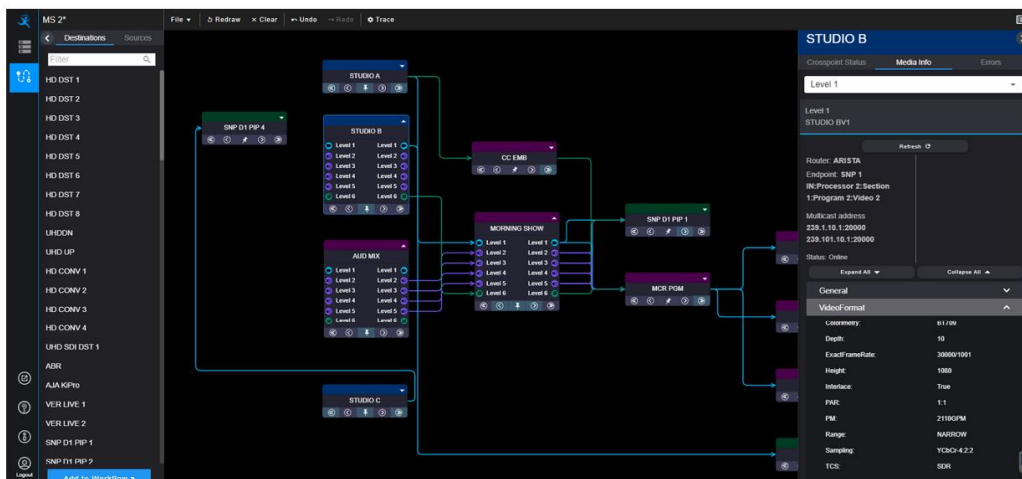 MS 2*
File ▾ Redraw × Clear Undo Redo Trace
Destinations Sources
Filter
HD DST 1
HD DST 2
HD DST 3
HD DST 4
HD DST 5
HD DST 6
HD DST 7
HD DST 8
UHDDN
UHD UP
HD CONV 1
HD CONV 2
HD CONV 3
HD CONV 4
UHD SDI DST 1
ABR
AJA KiPro
VER LIVE 1
VER LIVE 2
SNP D1 PIP 1
SNP D1 PIP 2
Add to Workflow
Logout
SNP D1 PIP 4
STUDIO A
STUDIO B
Level 1 Level 1
Level 2 Level 2
Level 3 Level 3
Level 4 Level 4
Level 5 Level 5
Level 6 Level 6
AUD MIX
Level 1 Level 1
Level 2 Level 2
Level 3 Level 3
Level 4 Level 4
Level 5 Level 5
Level 6 Level 6
STUDIO C
CC EMB
MORNING SHOW
Level 1 Level 1
Level 2 Level 2
Level 3 Level 3
Level 4 Level 4
Level 5 Level 5
Level 6 Level 6
SNP D1 PIP 1
MCR PGM
STUDIO B
Crosspoint Status Media Info Errors
Level 1
Level 1
STUDIO BV1
Refresh
Router: ARISTA
Endpoint: SNP 1
IN:Processor 2:Section
1:Program 2:Video 2
Multicast address
239.1.10.1:20000
239.101.10.1:20000
Status: Online
Expand All Collapse All
General
VideoFormat
Colorimetry: BT709
Depth: 10
ExactFrameRate: 30000/1001
Height: 1080
Interlace: True
PAR: 1:1
PM: 2110GPM
Range: NARROW
Sampling: YCbCr-4:2:2
TCS: SDR